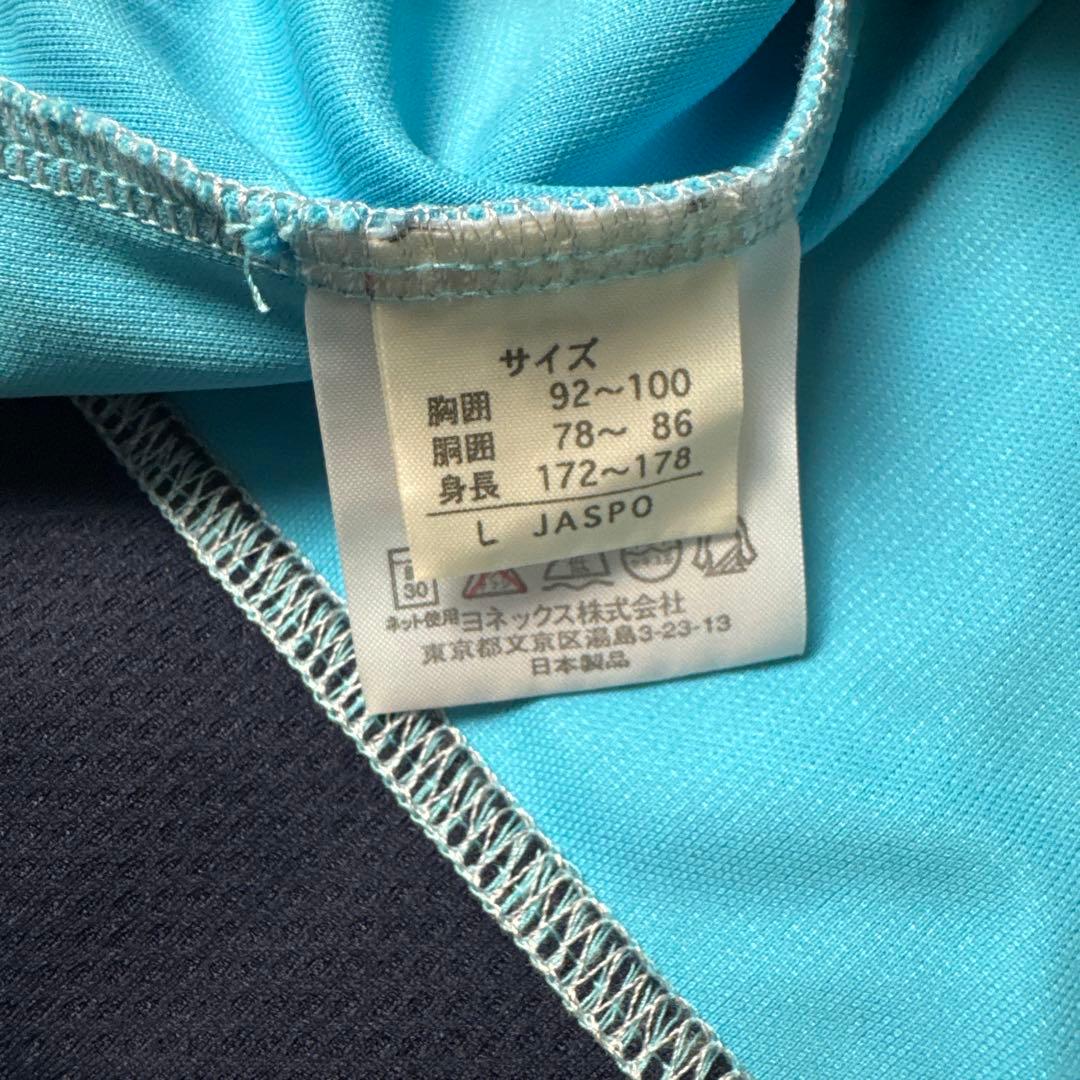 サイズ
胸囲 92～100
胴囲 78～ 86
身長 172～178
L JASPO
30
ネット使用
ヨネックス株式会社
東京都文京区湯島3-23-13
日本製品